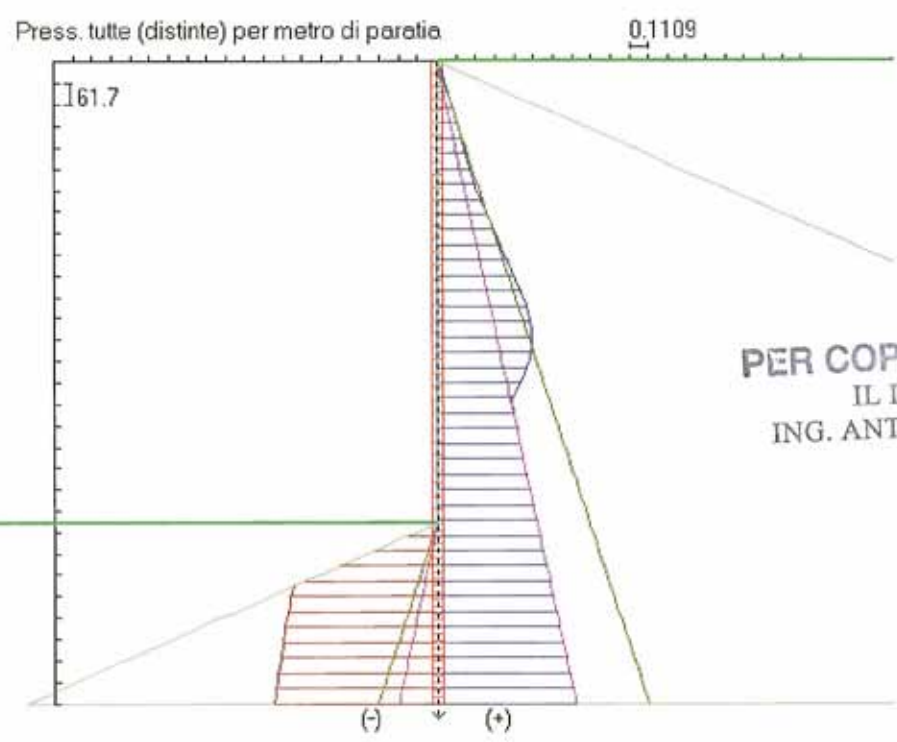 Press. tutte (distinte) per metro di paratia
0.1109
61.7
PER COP
IL
ING. ANT
(-) (+)